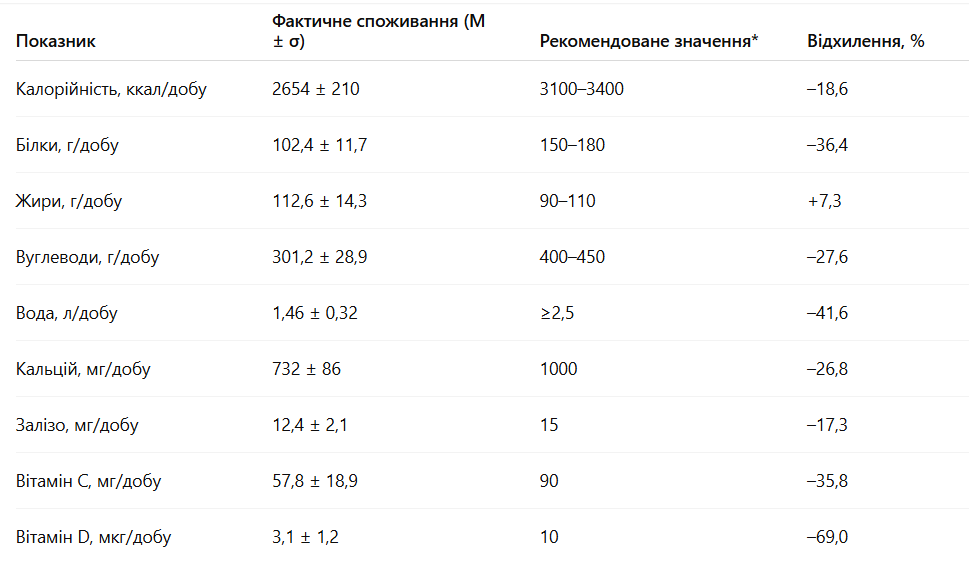 Показник Фактичне споживання (М ± σ) Рекомендоване значення* Відхилення, %
Калорійність, ккал/добу 2654 ± 210 3100–3400 –18,6
Білки, г/добу 102,4 ± 11,7 150–180 –36,4
Жири, г/добу 112,6 ± 14,3 90–110 +7,3
Вуглеводи, г/добу 301,2 ± 28,9 400–450 –27,6
Вода, л/добу 1,46 ± 0,32 ≥2,5 –41,6
Кальцій, мг/добу 732 ± 86 1000 –26,8
Залізо, мг/добу 12,4 ± 2,1 15 –17,3
Вітамін С, мг/добу 57,8 ± 18,9 90 –35,8
Вітамін D, мкг/добу 3,1 ± 1,2 10 –69,0